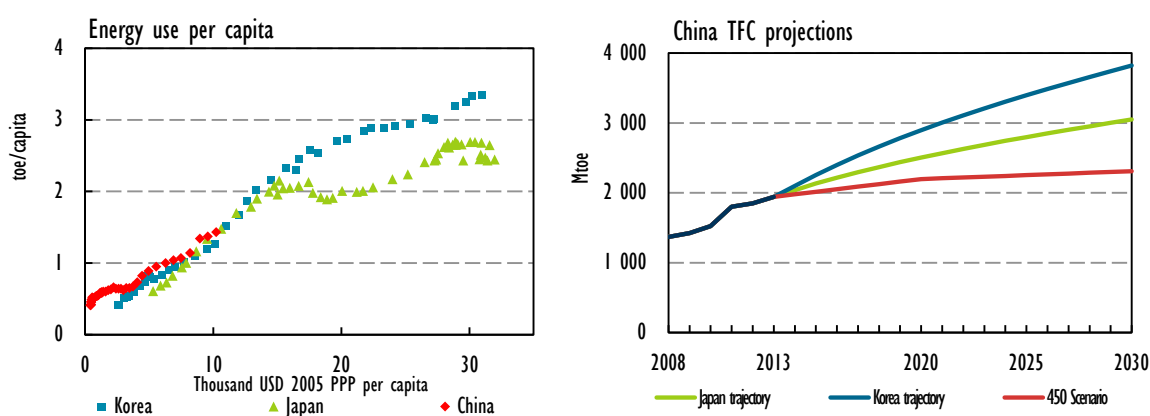 Energy use per capita
4
3
2
1
0
toe/capita
0 10 20 30
Thousand USD 2005 PPP per capita
Korea Japan China
China TFC projections
4 000
3 000
2 000
1 000
0
Mtoe
2008 2013 2020 2025 2030
Japan trajectory Korea trajectory 450 Scenario